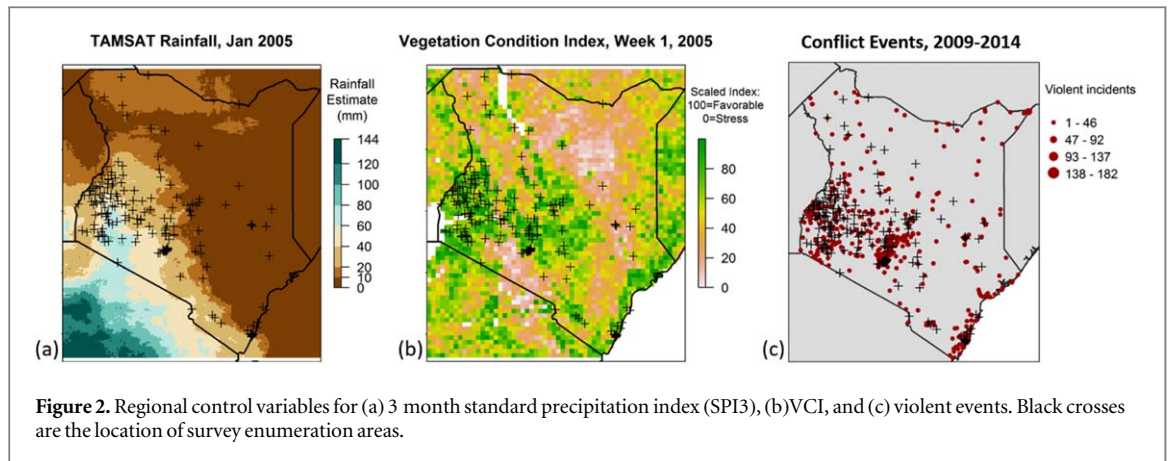 TAMSAT Rainfall, Jan 2005
Rainfall
Estimate
(mm)
144
120
100
80
60
40
20
10
0
(a)
Vegetation Condition Index, Week 1, 2005
Scaled Index:
100=Favorable
0=Stress
80
60
40
20
0
(b)
Conflict Events, 2009-2014
Violent incidents
1 - 46
47 - 92
93 - 137
138 - 182
(c)
Figure 2. Regional control variables for (a) 3 month standard precipitation index (SPI3), (b)VCI, and (c) violent events. Black crosses
are the location of survey enumeration areas.